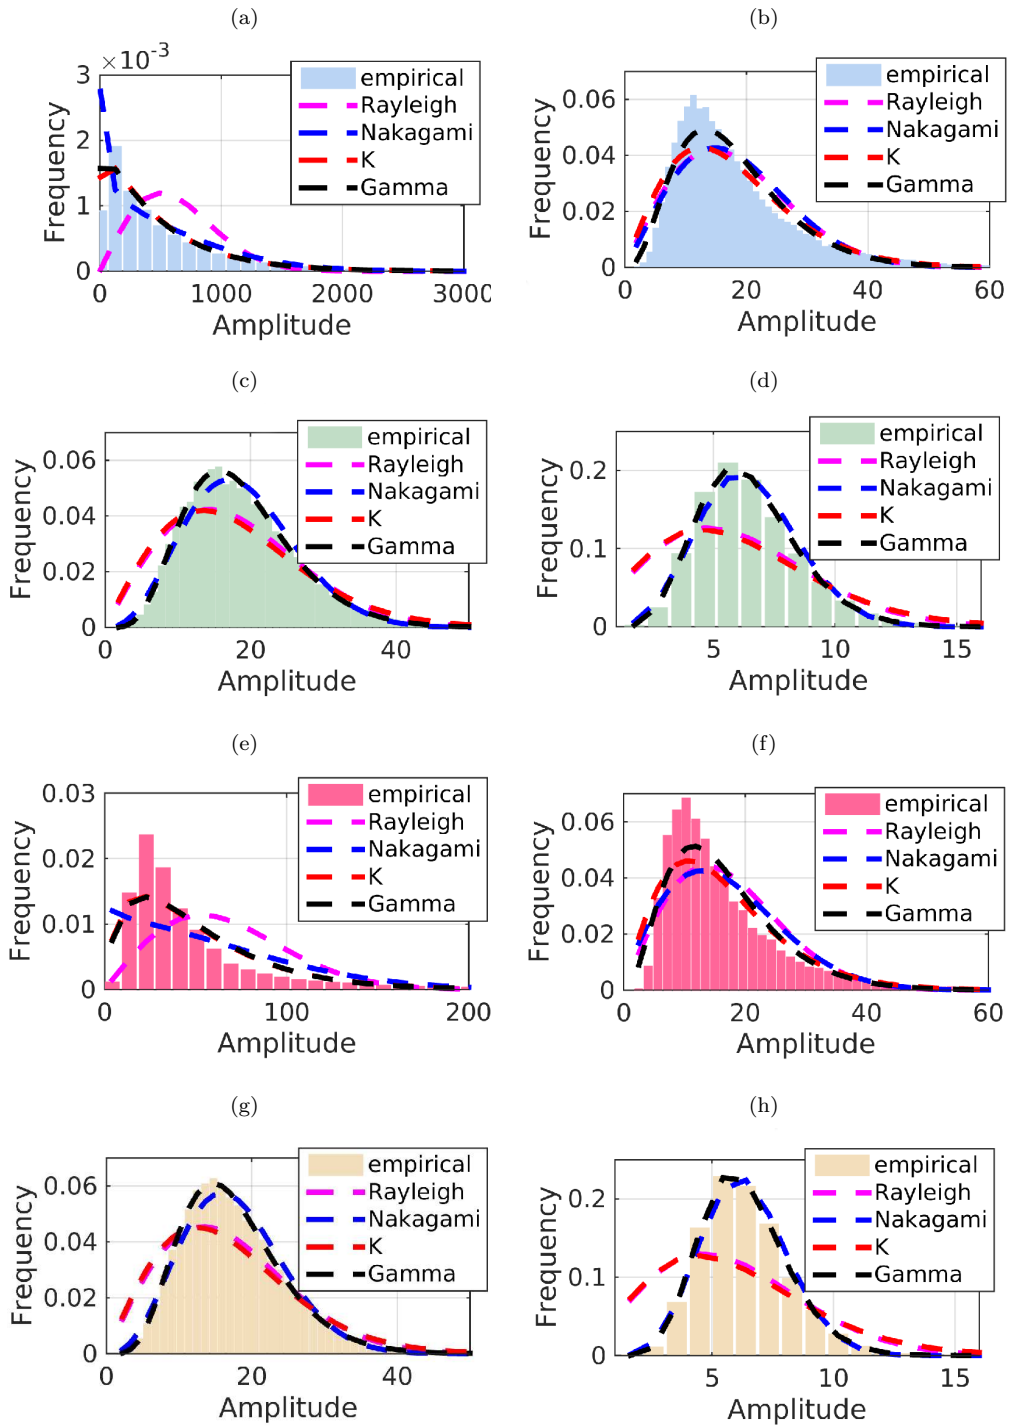 (a)
×10⁻³
3
2
1
0
Frequency
0 1000 2000 3000
Amplitude
empirical
Rayleigh
Nakagami
K
Gamma
(b)
0.06
0.04
0.02
0
Frequency
0 20 40 60
Amplitude
empirical
Rayleigh
Nakagami
K
Gamma
(c)
0.06
0.04
0.02
0
Frequency
0 20 40
Amplitude
empirical
Rayleigh
Nakagami
K
Gamma
(d)
0.2
0.1
0
Frequency
5 10 15
Amplitude
empirical
Rayleigh
Nakagami
K
Gamma
(e)
0.03
0.02
0.01
0
Frequency
0 100 200
Amplitude
empirical
Rayleigh
Nakagami
K
Gamma
(f)
0.06
0.04
0.02
0
Frequency
0 20 40 60
Amplitude
empirical
Rayleigh
Nakagami
K
Gamma
(g)
0.06
0.04
0.02
0
Frequency
0 20 40
Amplitude
empirical
Rayleigh
Nakagami
K
Gamma
(h)
0.2
0.1
0
Frequency
5 10 15
Amplitude
empirical
Rayleigh
Nakagami
K
Gamma